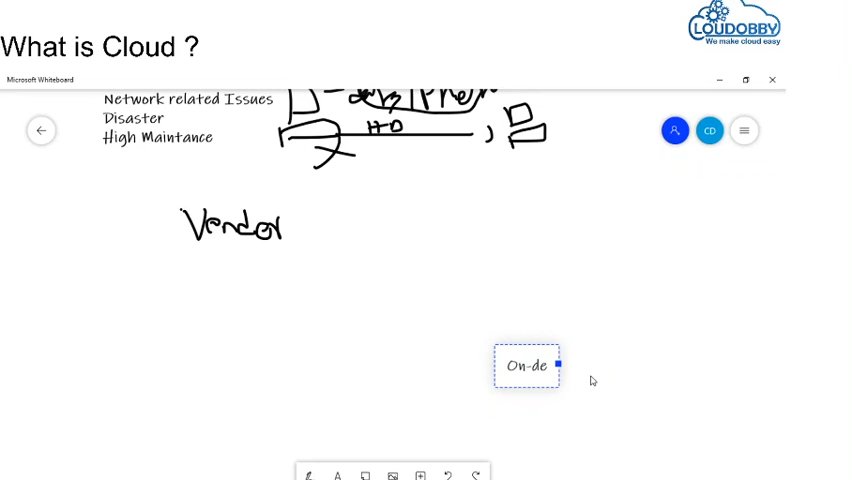 LOUDOBBY
We make cloud easy
What is Cloud ?
Microsoft Whiteboard
Network related Issues
Disaster
High Maintance
HD
CD
Vendor
On-de
A